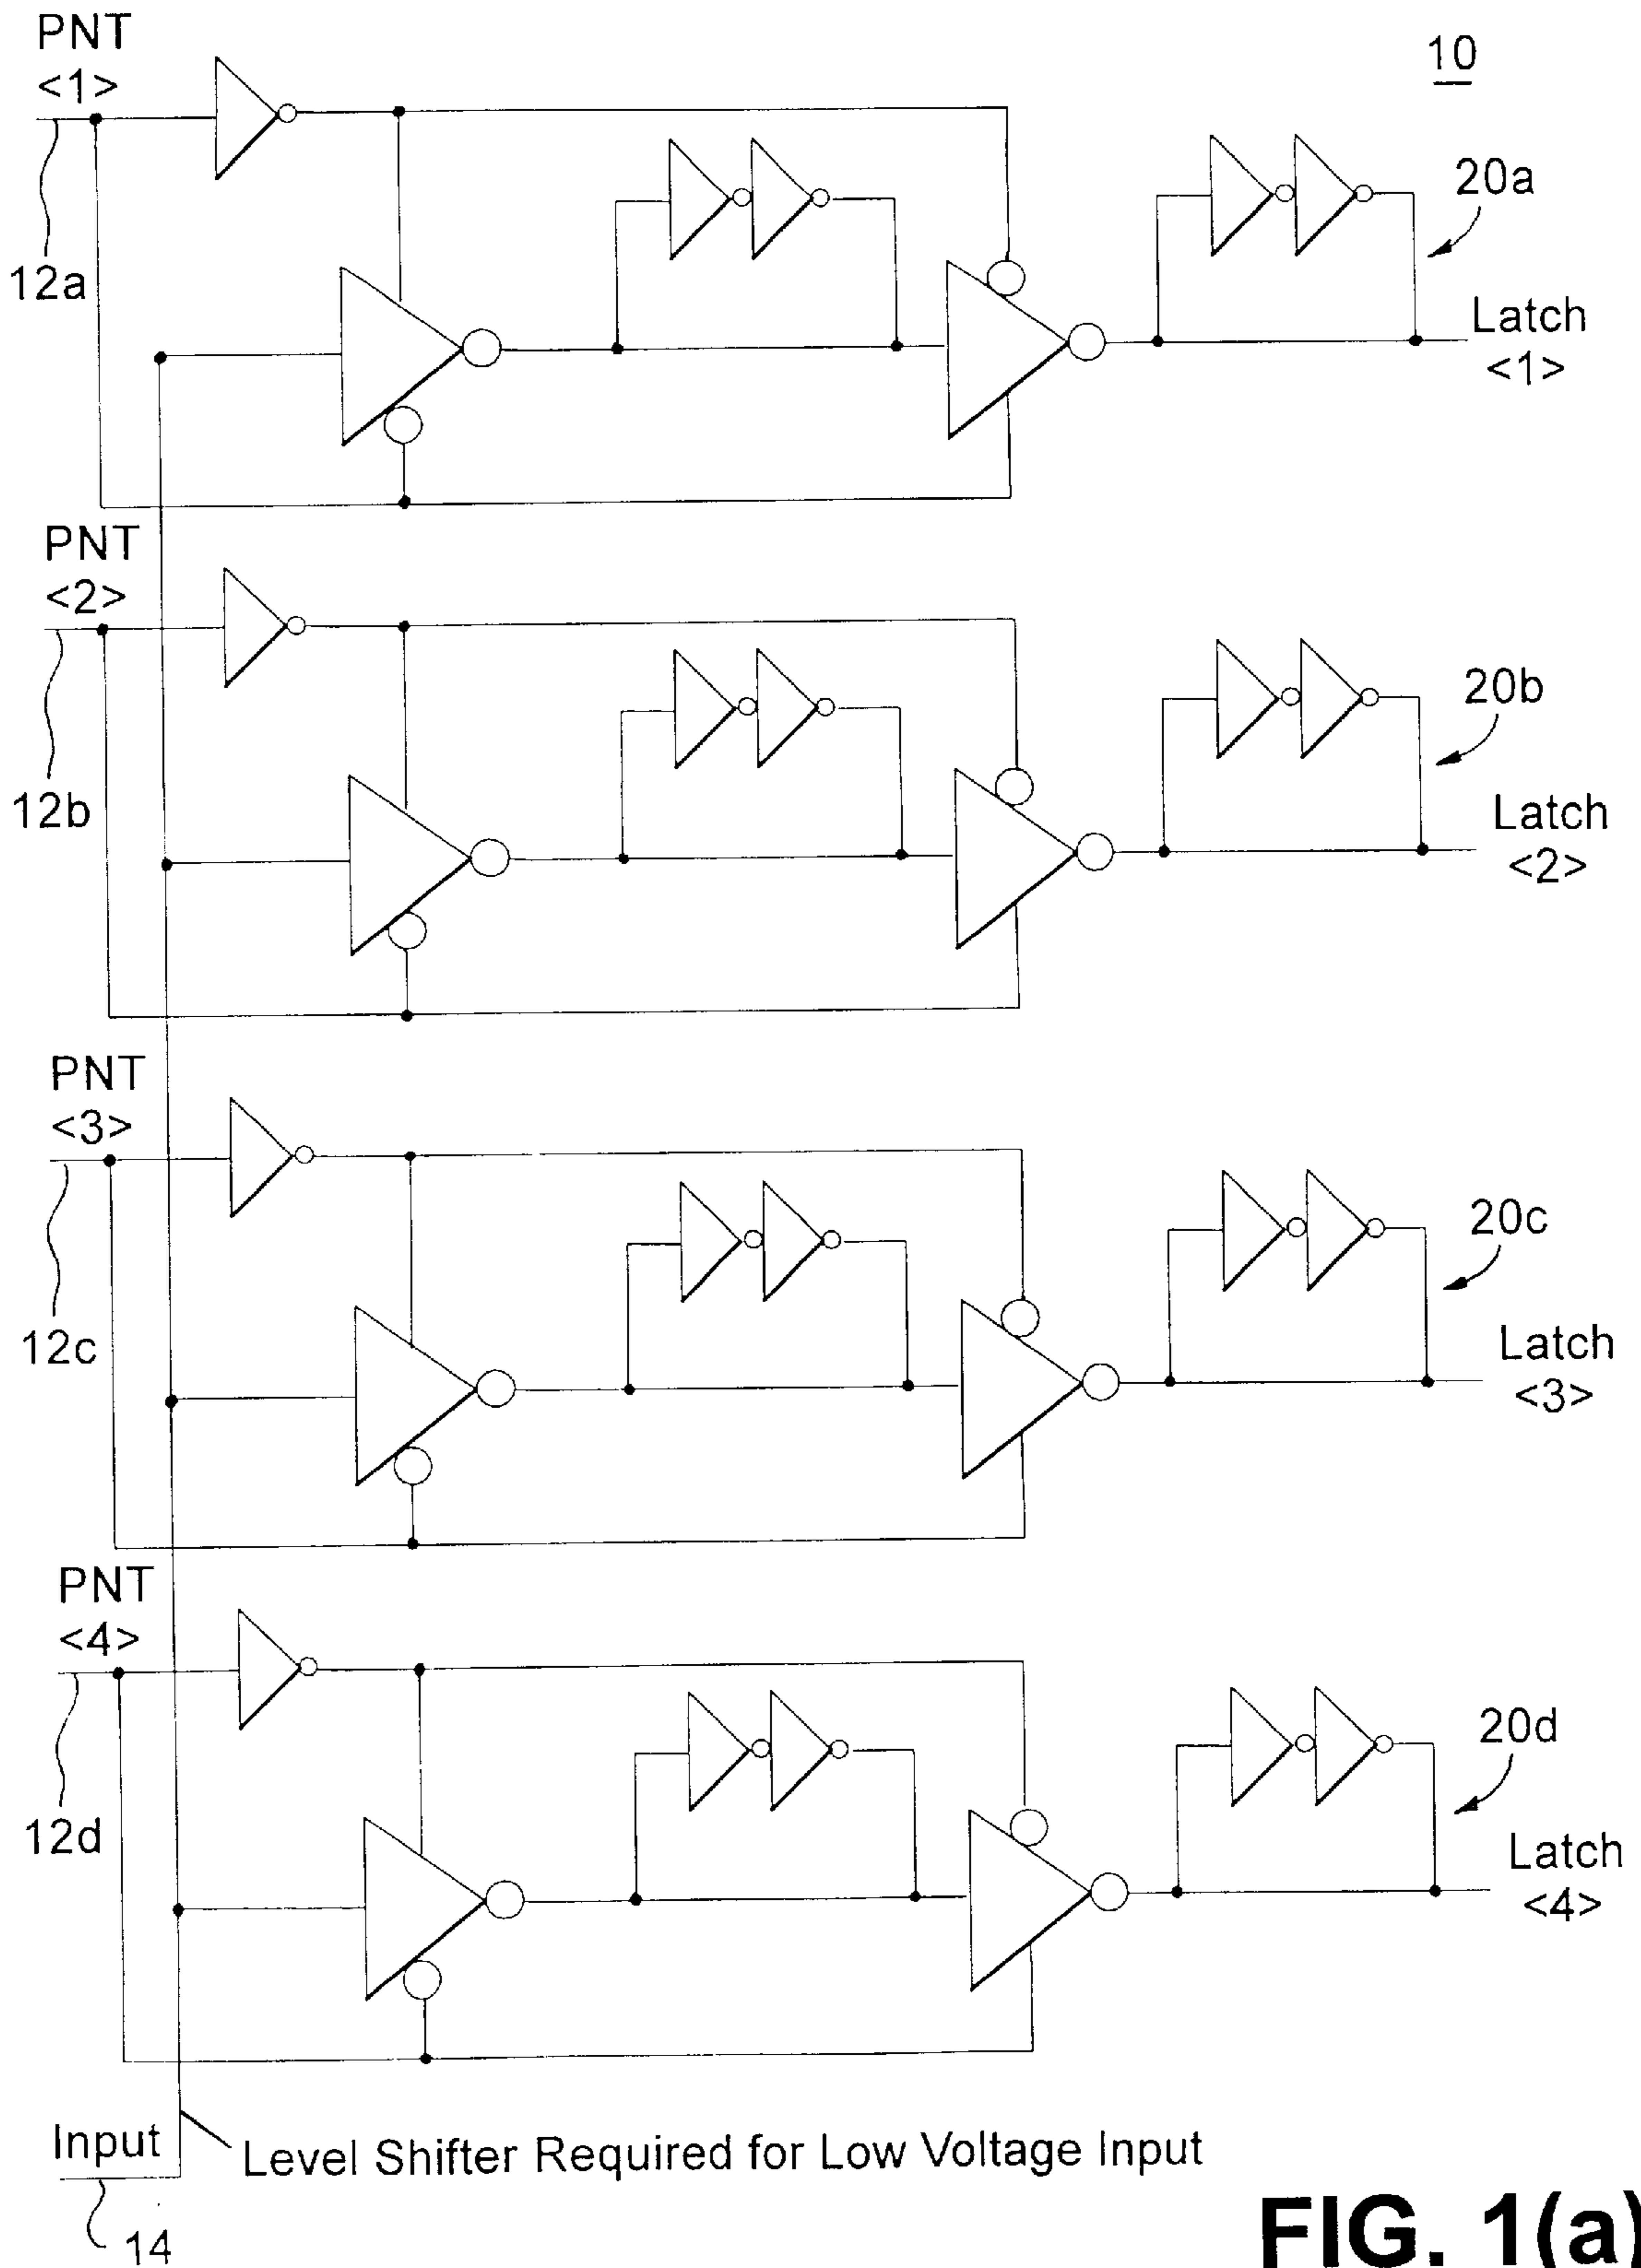 PNT
<1>
10
20a
12a
Latch
<1>
PNT
<2>
20b
12b
Latch
<2>
PNT
<3>
20c
12c
Latch
<3>
PNT
<4>
20d
12d
Latch
<4>
Input
Level Shifter Required for Low Voltage Input
14
FIG. 1(a)